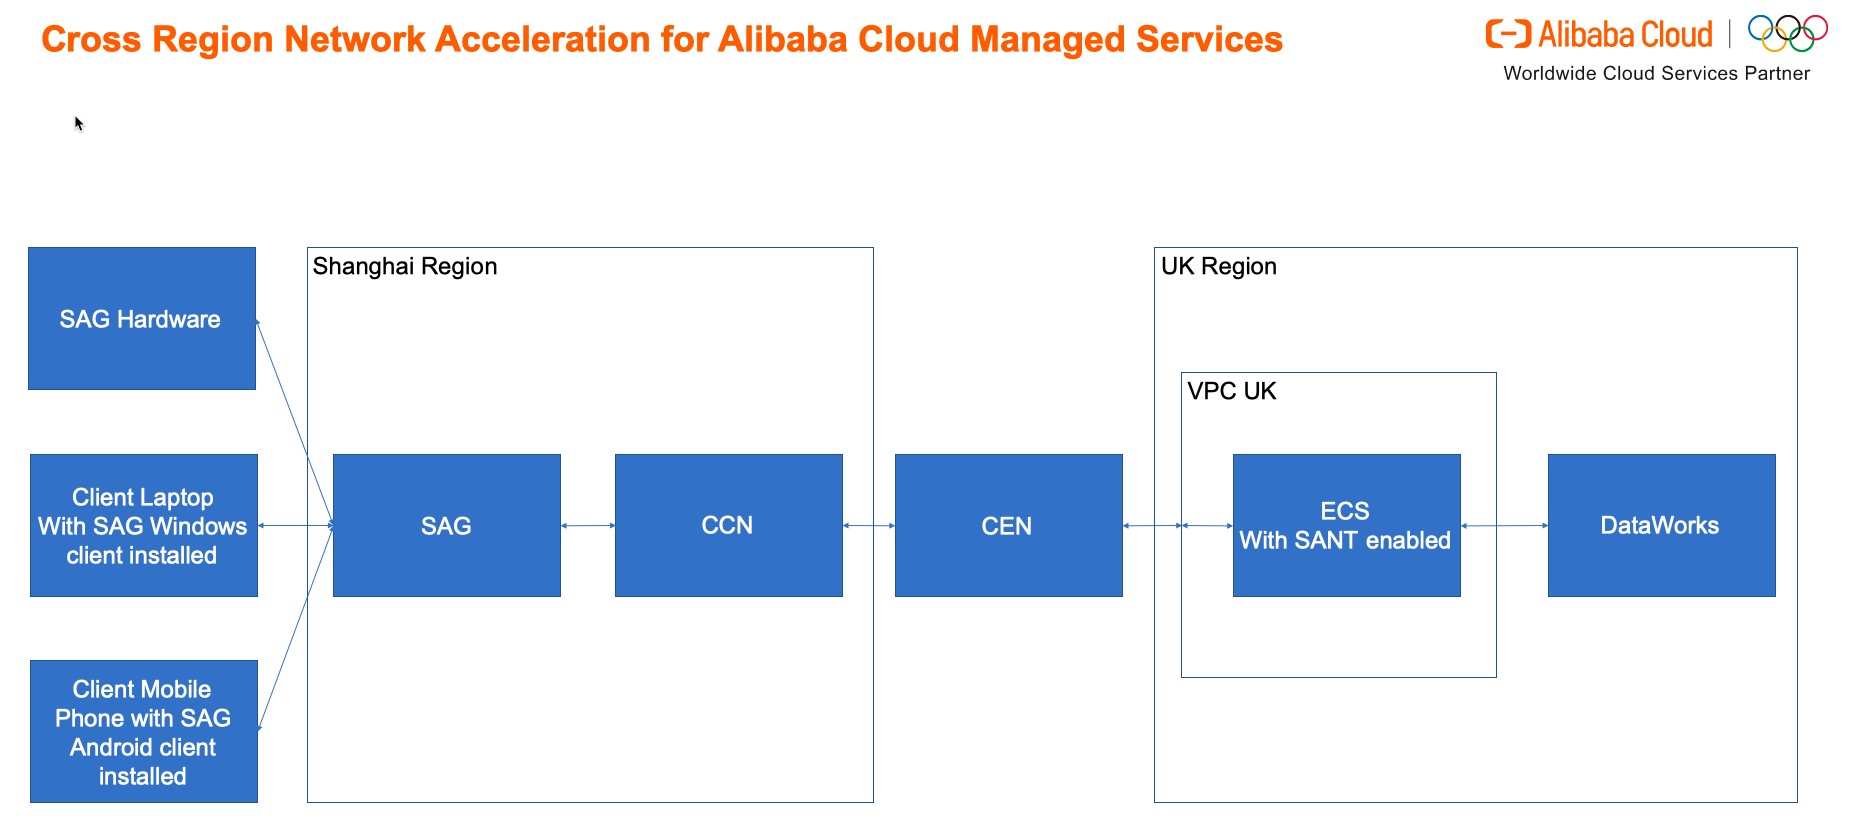 Cross Region Network Acceleration for Alibaba Cloud Managed Services
Alibaba Cloud
Worldwide Cloud Services Partner
SAG Hardware
Client Laptop
With SAG Windows
client installed
Client Mobile
Phone with SAG
Android client
installed
Shanghai Region
SAG
CCN
CEN
UK Region
VPC UK
ECS
With SANT enabled
DataWorks